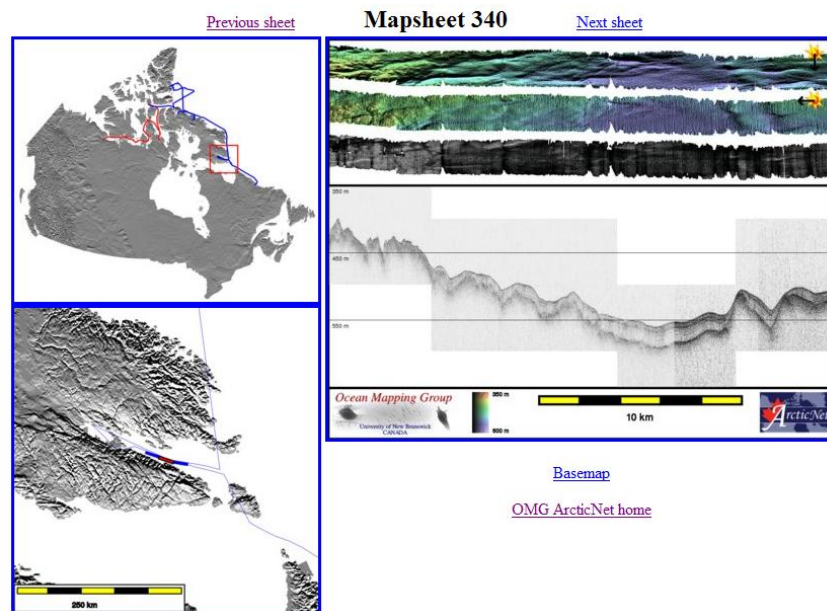 Previous sheet
Mapsheet 340
Next sheet
350 m
450 m
550 m
Ocean Mapping Group
University of New Brunswick
CANADA
350 m
600 m
10 km
ArcticNet
250 km
Basemap
OMG ArcticNet home